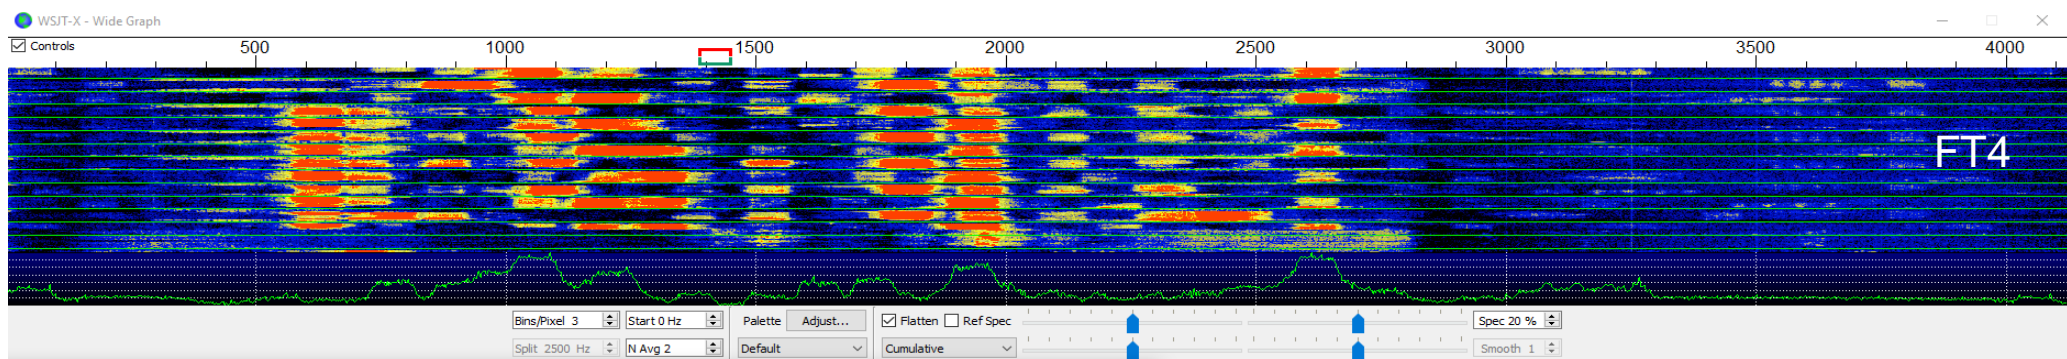 WSJT-X - Wide Graph
Controls 500 1000 1500 2000 2500 3000 3500 4000
FT4
Bins/Pixel 3 Start 0 Hz Palette Adjust... Flatten Ref Spec Spec 20 %
Split 2500 Hz N Avg 2 Default Cumulative Smooth 1